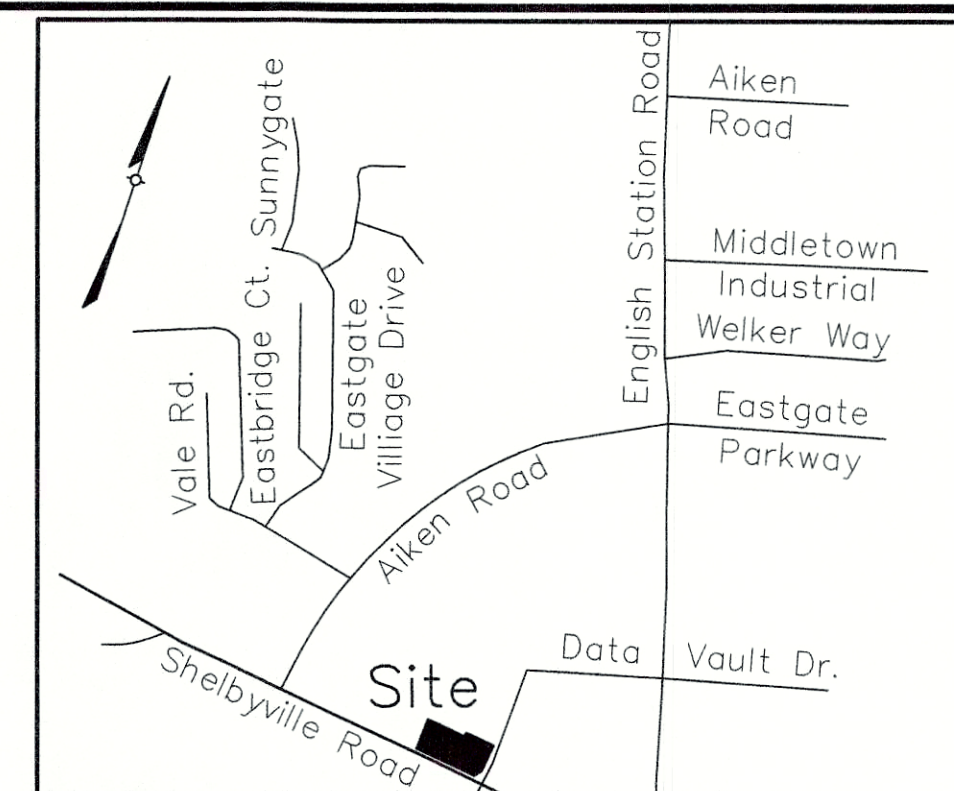 Sunnygate
English Station Road
Aiken
Road
Middletown
Industrial
Welker Way
Eastgate
Parkway
Eastbridge Ct.
Eastgate
Villiage Drive
Vale Rd.
Aiken Road
Data Vault Dr.
Site
Shelbyville Road